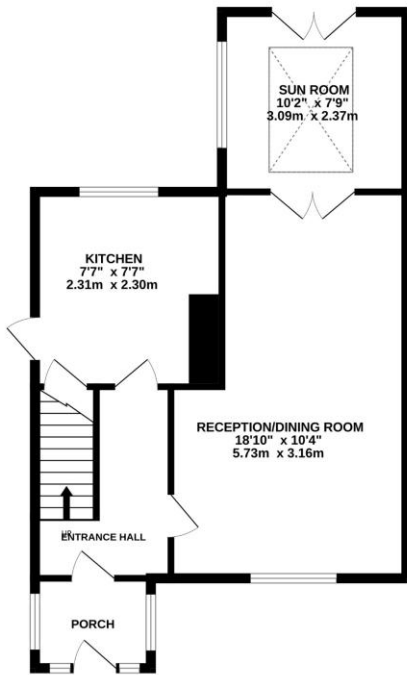 SUN ROOM
10'2" x 7'9"
3.09m x 2.37m
KITCHEN
7'7" x 7'7"
2.31m x 2.30m
RECEPTION/DINING ROOM
18'10" x 10'4"
5.73m x 3.16m
UP
ENTRANCE HALL
PORCH